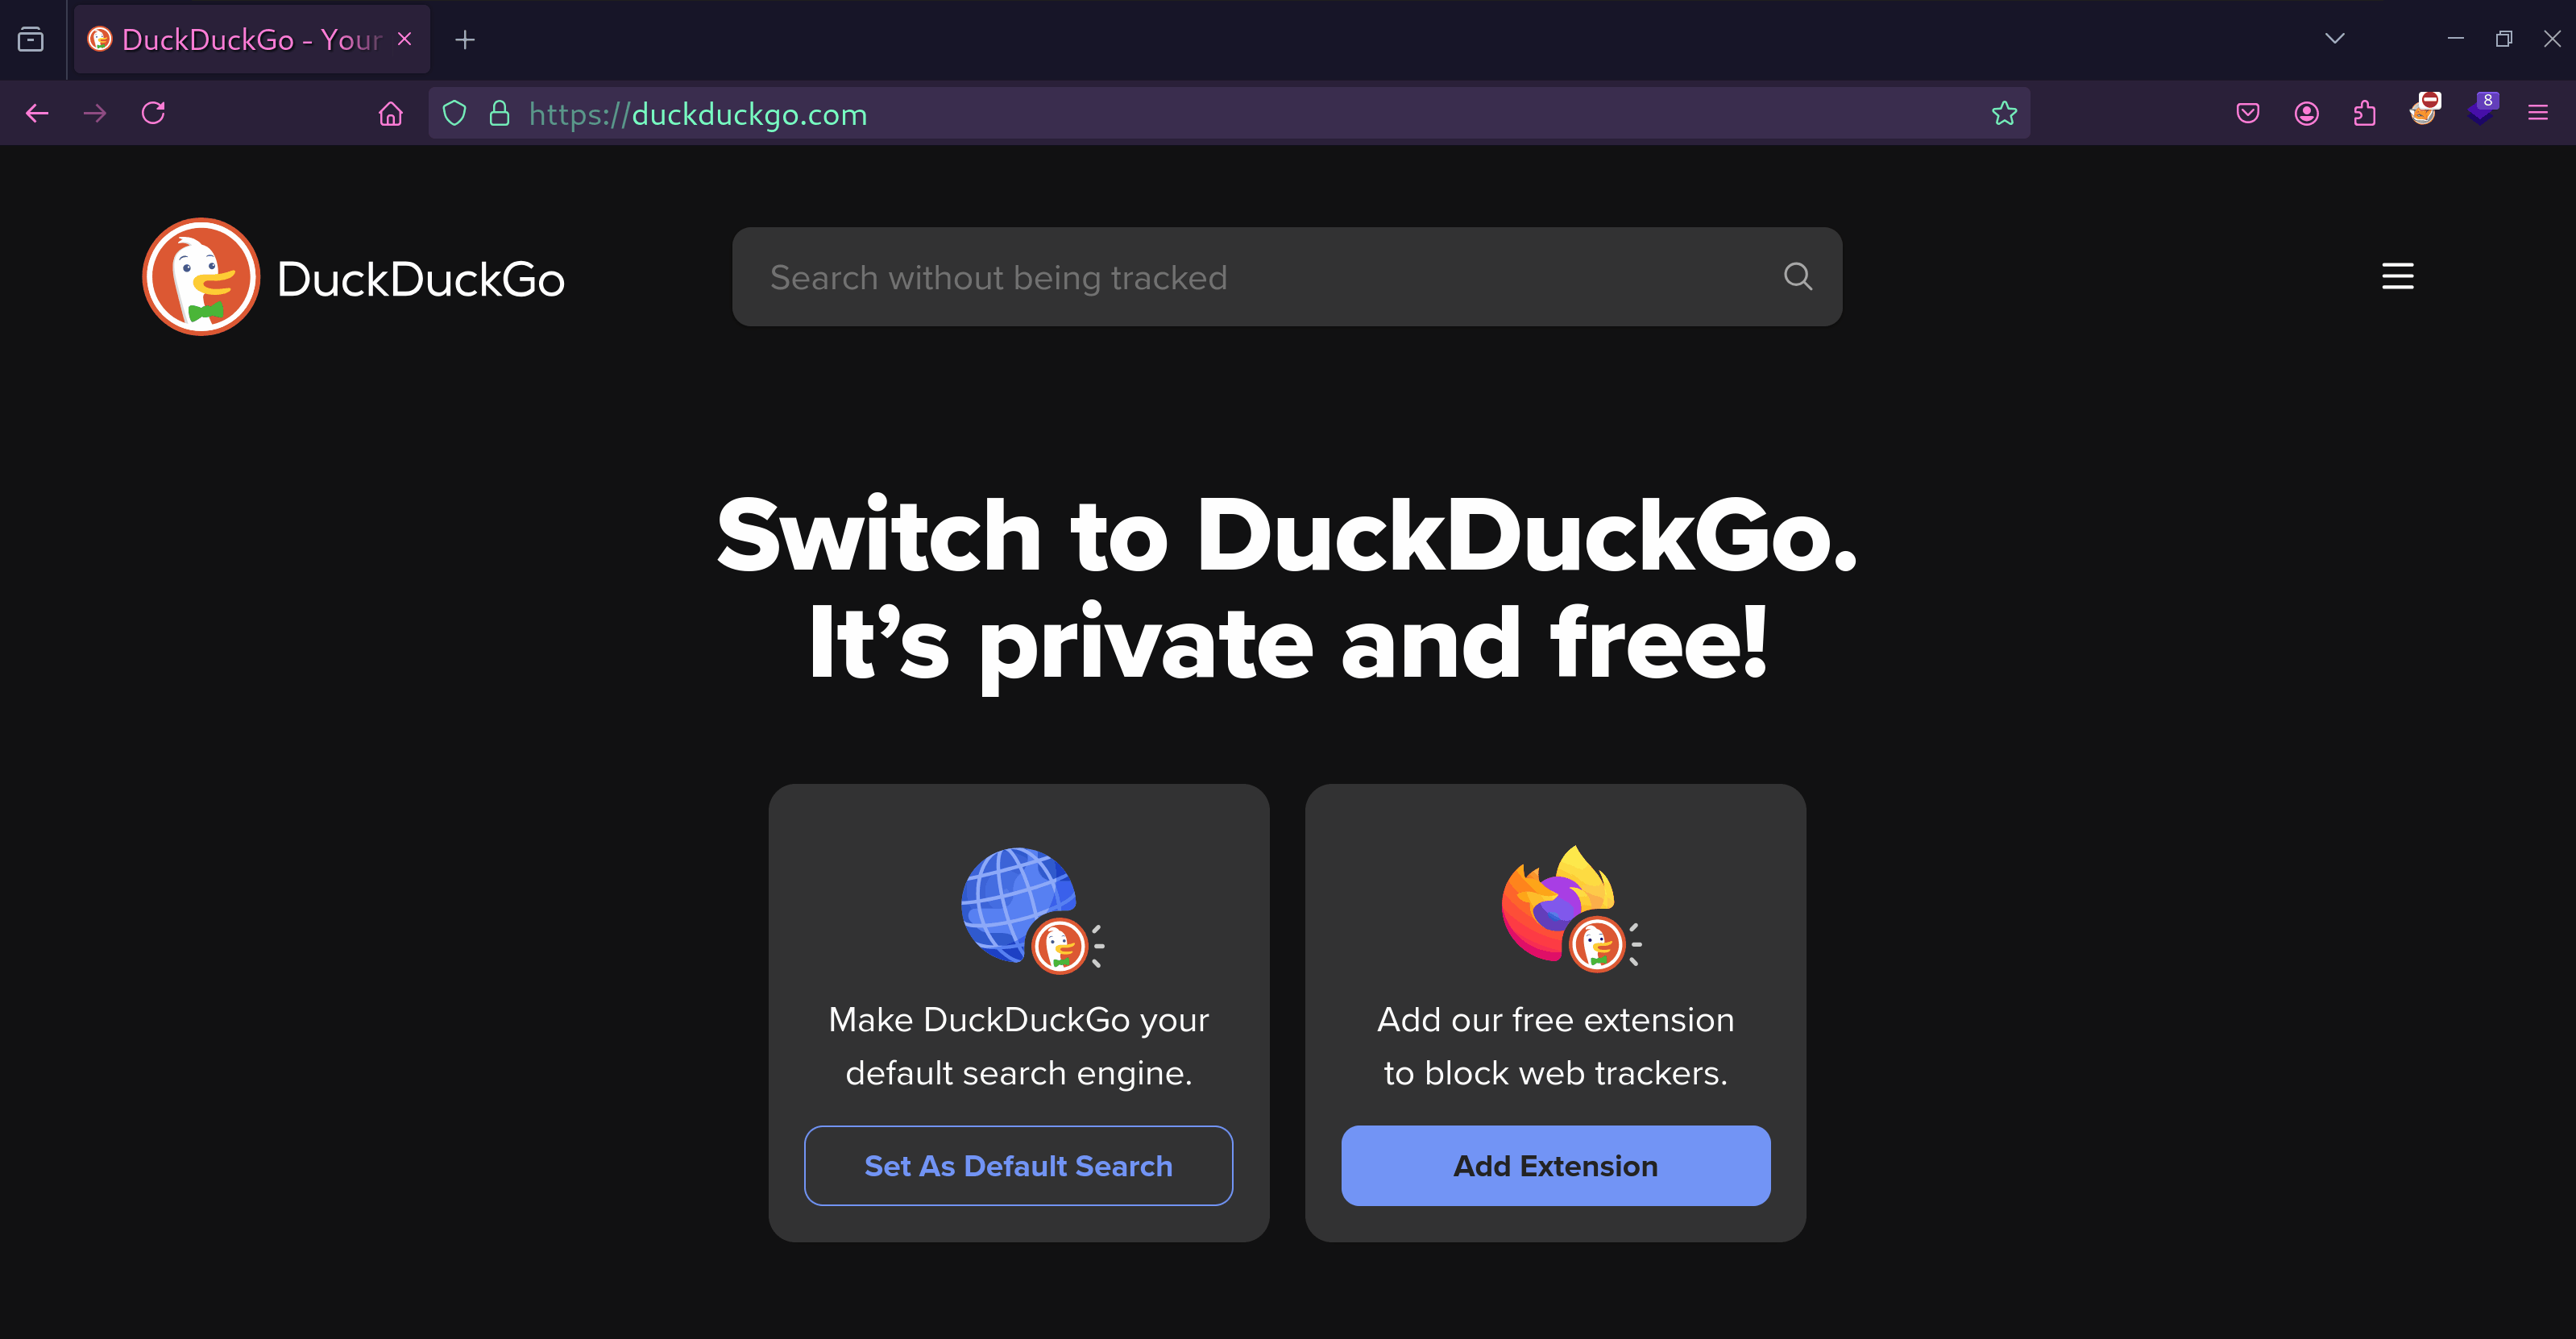 DuckDuckGo - Your
https://duckduckgo.com
8
DuckDuckGo
Search without being tracked
Switch to DuckDuckGo.
It’s private and free!
Make DuckDuckGo your
default search engine.
Set As Default Search
Add our free extension
to block web trackers.
Add Extension